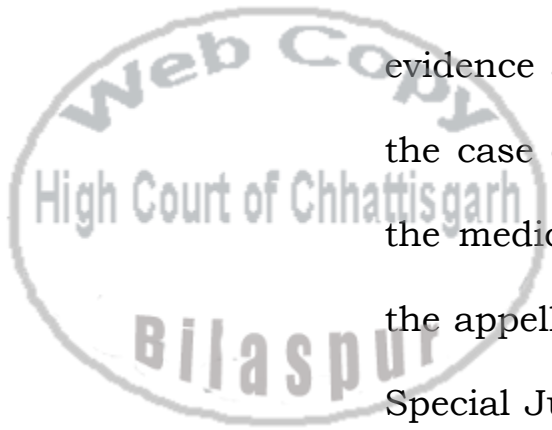 Web Copy
evidence
the case
High Court of Chhattisgarh
the medic
the appell
Bilaspur
Special Ju